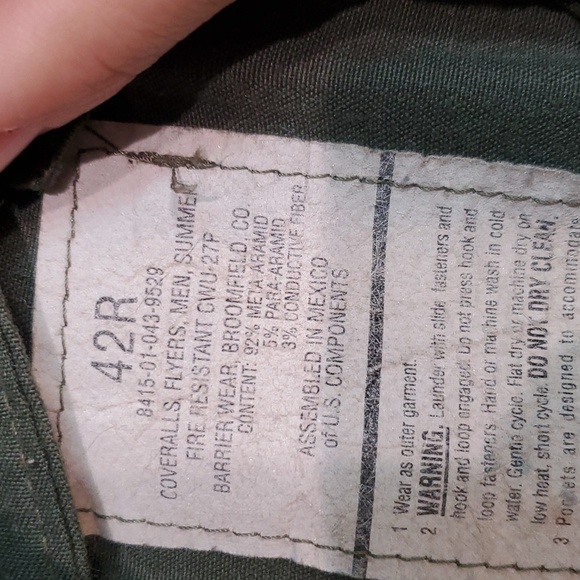 42R
8415-01-043-9529
COVERALLS, FLYERS, MEN, SUMMER
FIRE RESISTANT CWU-27P
BARRIER WEAR, BROOMFIELD, CO.
CONTENT: 92% META-ARAMID
5% PARA-ARAMID
3% CONDUCTIVE FIBER
ASSEMBLED IN MEXICO
of U.S. COMPONENTS
1 Wear as outer garment.
2 WARNING. Launder with slide fasteners and
hook and loop engaged. Do not press hook and
loop fasteners. Hand or machine wash in cold
water. Gentle cycle. Flat dry or machine dry on
low heat, short cycle. DO NOT DRY CLEAN.
3 Pockets are designed to accommodate